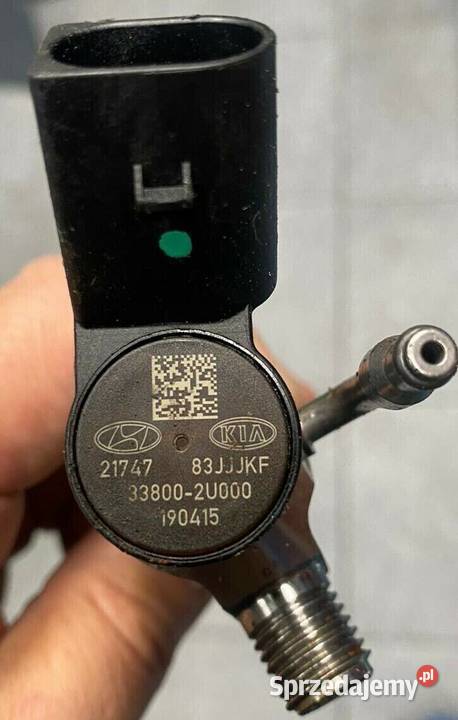 KIA
21747 83JJJKF
33800-2U000
190415
Sprzedajemy.pl